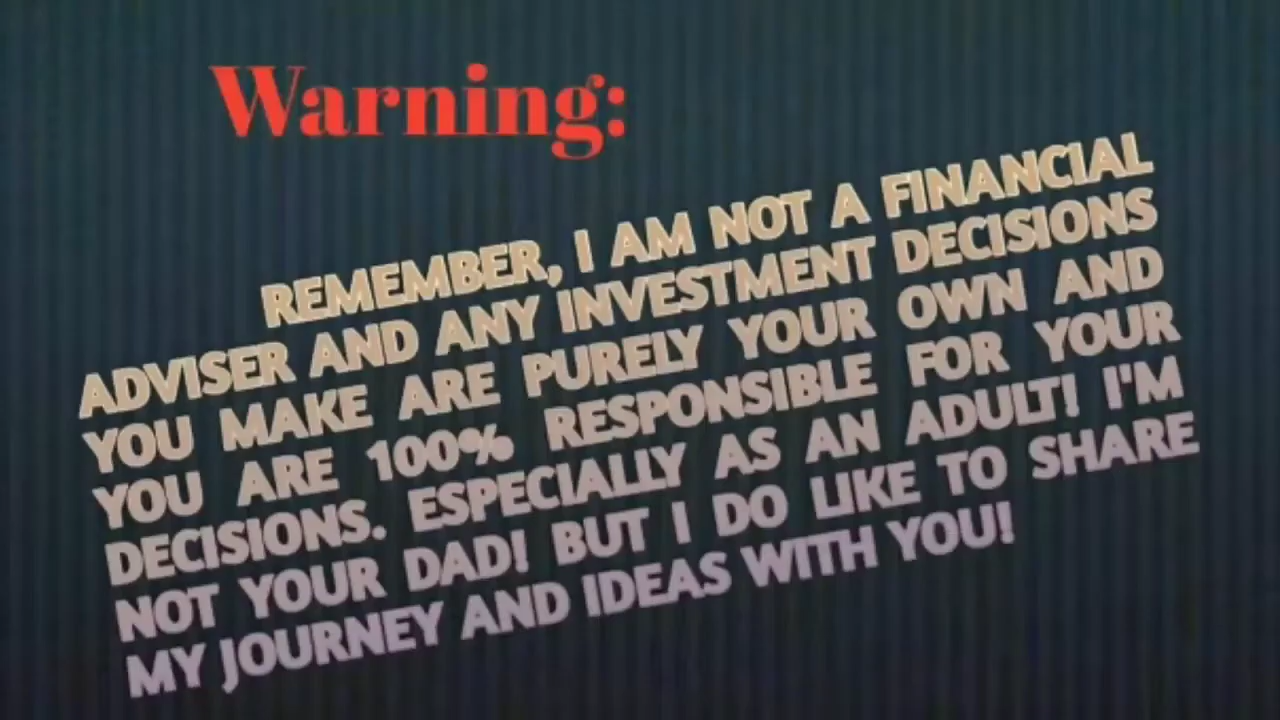 Warning:
REMEMBER, I AM NOT A FINANCIAL
ADVISER AND ANY INVESTMENT DECISIONS
YOU MAKE ARE PURELY YOUR OWN AND
YOU ARE 100% RESPONSIBLE FOR YOUR
DECISIONS. ESPECIALLY AS AN ADULT! I'M
NOT YOUR DAD! BUT I DO LIKE TO SHARE
MY JOURNEY AND IDEAS WITH YOU!